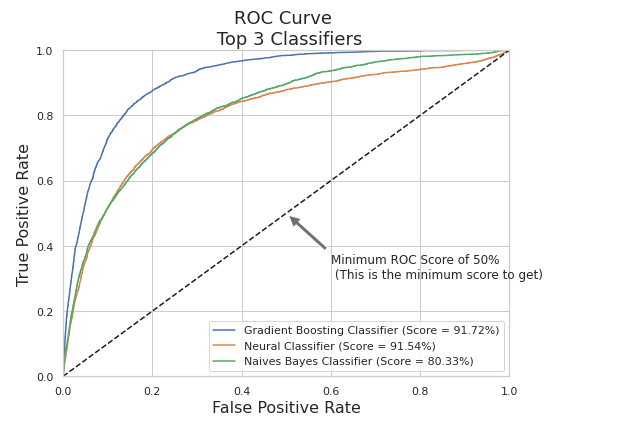 ROC Curve
Top 3 Classifiers
True Positive Rate
1.0
0.8
0.6
0.4
0.2
0.0
Minimum ROC Score of 50%
(This is the minimum score to get)
Gradient Boosting Classifier (Score = 91.72%)
Neural Classifier (Score = 91.54%)
Naives Bayes Classifier (Score = 80.33%)
0.0 0.2 0.4 0.6 0.8 1.0
False Positive Rate